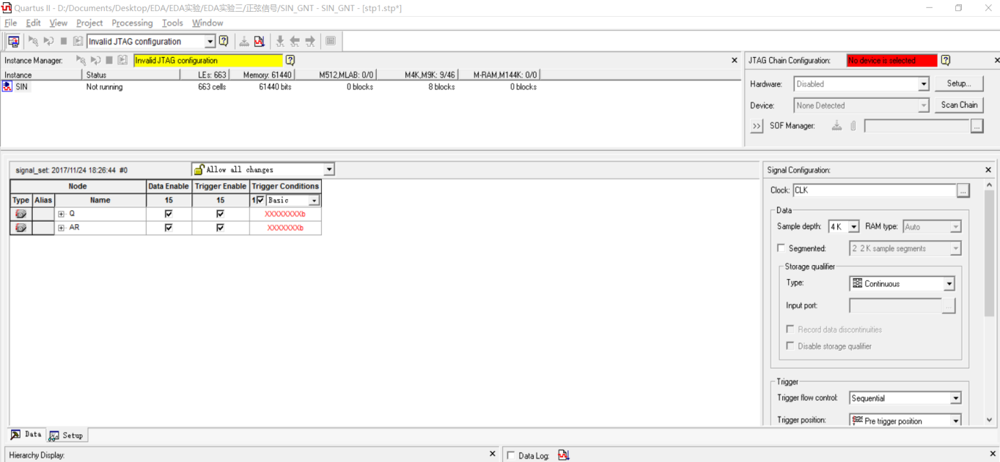 Quartus II - D:/Documents/Desktop/EDA/EDA实验/EDA实验三/正弦信号/SIN_GNT - SIN_GNT - [stp1.stp*]
File Edit View Project Processing Tools Window
Invalid JTAG configuration
Instance Manager: Invalid JTAG configuration
Instance Status LEs: 663 Memory: 61440 M512,MLAB: 0/0 M4K,M9K: 9/46 M-RAM,M144K: 0/0
SIN Not running 663 cells 61440 bits 0 blocks 8 blocks 0 blocks
JTAG Chain Configuration: No device is selected
Hardware: Disabled Setup...
Device: None Detected Scan Chain
>> SOF Manager: ...
signal_set: 2017/11/24 18:26:44 #0 Allow all changes
Node Data Enable Trigger Enable Trigger Conditions
Type Alias Name 15 15 1 Basic
Q XXXXXXXXb
AR XXXXXXXb
Signal Configuration:
Clock: CLK ...
Data
Sample depth: 4 K RAM type: Auto
Segmented: 2 2 K sample segments
Storage qualifier
Type: Continuous
Input port: ...
Record data discontinuities
Disable storage qualifier
Trigger
Trigger flow control: Sequential
Trigger position: Pre trigger position
Data Setup
Hierarchy Display: Data Log: